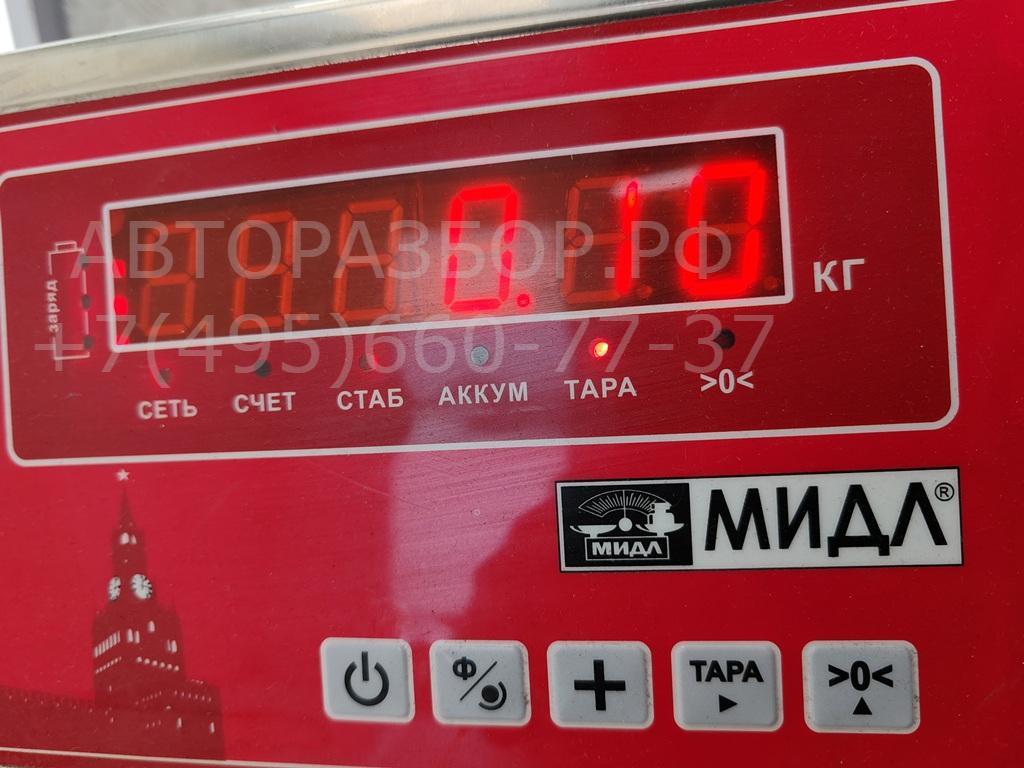 АВТОРАЗБОР.РФ
0.10
КГ
заряд
+7(495)660-77-37
СЕТЬ СЧЕТ СТАБ АККУМ ТАРА >0<
МИДЛ МИДЛ®
Ф ТАРА >0<